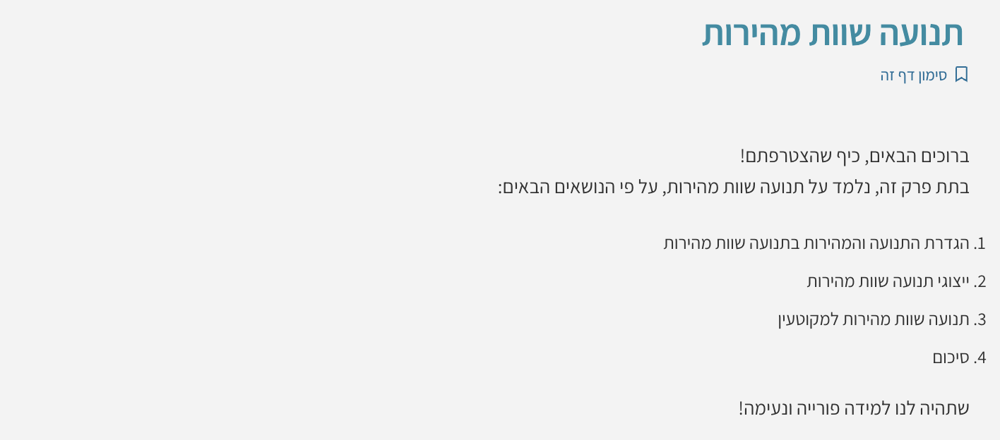 תנועה שוות מהירות
סימון דף זה
ברוכים הבאים, כיף שהצטרפתם!
בתת פרק זה, נלמד על תנועה שוות מהירות, על פי הנושאים הבאים:
1. הגדרת התנועה והמהירות בתנועה שוות מהירות
2. ייצוגי תנועה שוות מהירות
3. תנועה שוות מהירות למקוטעין
4. סיכום
שתהיה לנו למידה פורייה ונעימה!